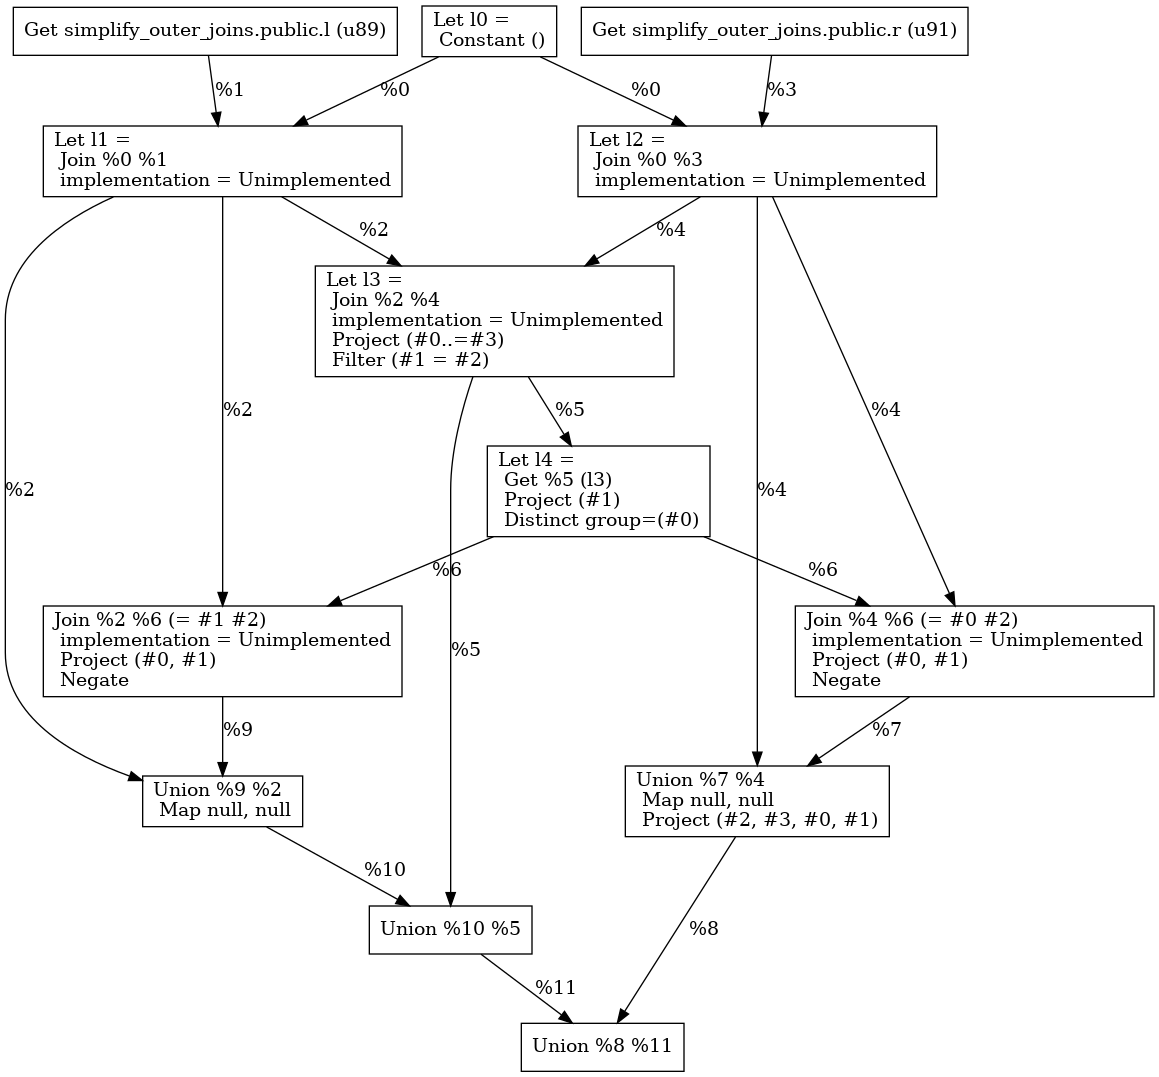 Get simplify_outer_joins.public.l (u89)
Let l0 =
Constant ()
Get simplify_outer_joins.public.r (u91)
%1
%0
%0
%3
Let l1 =
Join %0 %1
implementation = Unimplemented
Let l2 =
Join %0 %3
implementation = Unimplemented
%2
%4
Let l3 =
Join %2 %4
implementation = Unimplemented
Project (#0..=#3)
Filter (#1 = #2)
%2
%5
%4
Let l4 =
Get %5 (l3)
Project (#1)
Distinct group=(#0)
%2
%4
%6
%6
Join %2 %6 (= #1 #2)
implementation = Unimplemented
Project (#0, #1)
Negate
%5
Join %4 %6 (= #0 #2)
implementation = Unimplemented
Project (#0, #1)
Negate
%9
%7
Union %9 %2
Map null, null
Union %7 %4
Map null, null
Project (#2, #3, #0, #1)
%10
Union %10 %5
%8
%11
Union %8 %11